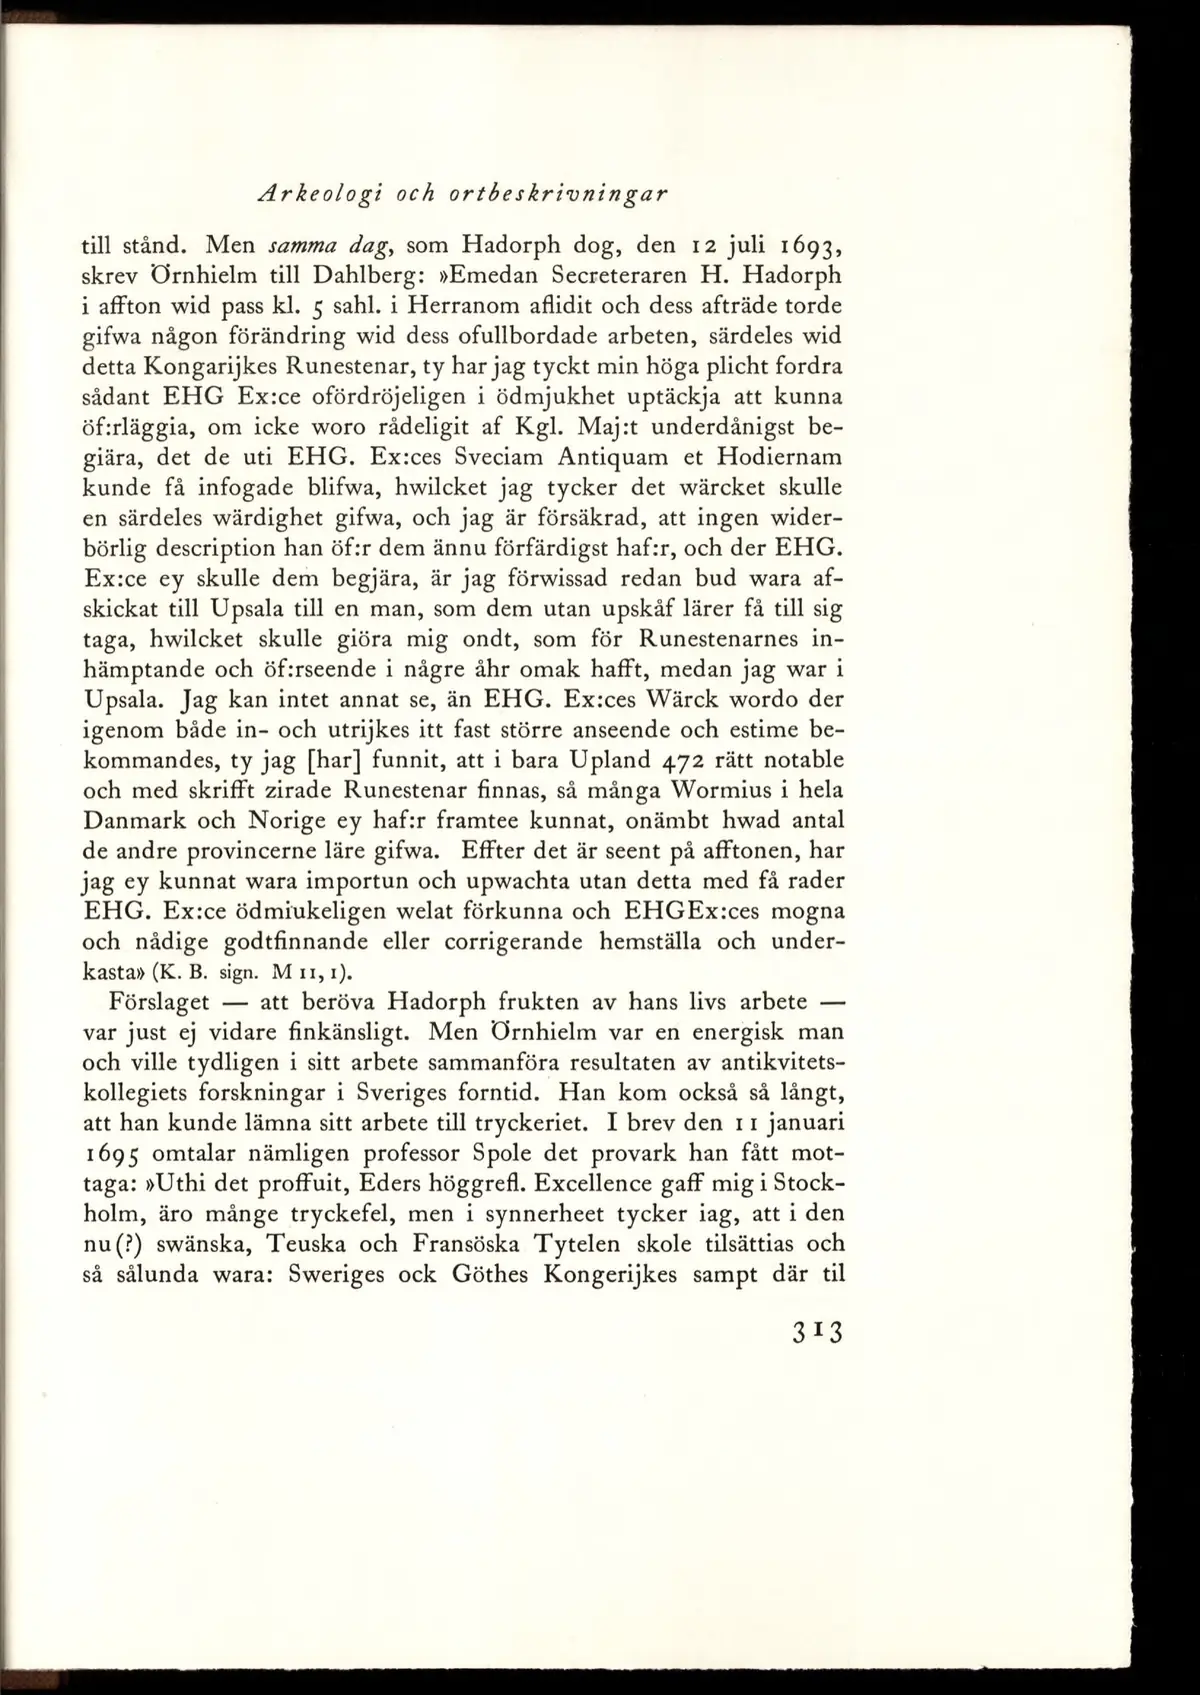 Arkeologi och ortbeskrivningar
till stånd. Men samma dag, som Hadorph dog, den 12 juli 1693,
skrev Örnhielm till Dahlberg: »Emedan Secreteraren H. Hadorph
i affton wid pass kl. 5 sahl. i Herranom aflidit och dess afträde torde
gifwa någon förändring wid dess ofullbordade arbeten, särdeles wid
detta Kongarijkes Runestenar, ty har jag tyckt min höga plicht fordra
sådant EHG Ex:ce ofördröjeligen i ödmjukhet uptäckja att kunna
öf:rläggia, om icke woro rådeligit af Kgl. Maj:t underdånigst be-
giära, det de uti EHG. Ex:ces Sveciam Antiquam et Hodiernam
kunde få infogade blifwa, hwilcket jag tycker det wärcket skulle
en särdeles wärdighet gifwa, och jag är försäkrad, att ingen wider-
börlig description han öf:r dem ännu förfärdigst haf:r, och der EHG.
Ex:ce ey skulle dem begjära, är jag förwissad redan bud wara af-
skickat till Upsala till en man, som dem utan upskåf lärer få till sig
taga, hwilcket skulle giöra mig ondt, som för Runestenarnes in-
hämptande och öf:rseende i någre åhr omak hafft, medan jag war i
Upsala. Jag kan intet annat se, än EHG. Ex:ces Wärck wordo der
igenom både in- och utrijkes itt fast större anseende och estime be-
kommandes, ty jag [har] funnit, att i bara Upland 472 rätt notable
och med skrifft zirade Runestenar finnas, så många Wormius i hela
Danmark och Norige ey haf:r framtee kunnat, onämbt hwad antal
de andre provincerne läre gifwa. Effter det är seent på afftonen, har
jag ey kunnat wara importun och upwachta utan detta med få rader
EHG. Ex:ce ödmiukeligen welat förkunna och EHGEx:ces mogna
och nådige godtfinnande eller corrigerande hemställa och under-
kasta» (K. B. sign. M 11, 1).
Förslaget — att beröva Hadorph frukten av hans livs arbete —
var just ej vidare finkänsligt. Men Örnhielm var en energisk man
och ville tydligen i sitt arbete sammanföra resultaten av antikvitets-
kollegiets forskningar i Sveriges forntid. Han kom också så långt,
att han kunde lämna sitt arbete till tryckeriet. I brev den 11 januari
1695 omtalar nämligen professor Spole det provark han fått mot-
taga: »Uthi det proffuit, Eders höggrefl. Excellence gaff mig i Stock-
holm, äro månge tryckefel, men i synnerheet tycker iag, att i den
nu(?) swänska, Teuska och Fransöska Tytelen skole tilsättias och
så sålunda wara: Sweriges ock Göthes Kongerijkes sampt där til
313